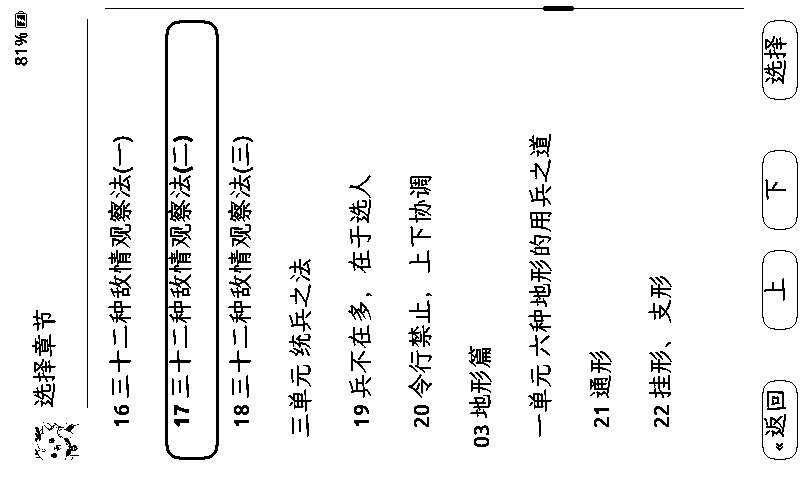 81%
选择章节
16 三十二种敌情观察法(一)
17 三十二种敌情观察法(二)
18 三十二种敌情观察法(三)
三单元 统兵之法
19 兵不在多，在于选人
20 令行禁止，上下协调
03 地形篇
一单元 六种地形的用兵之道
21 通形
22 挂形、支形
« 返回
上
下
选择